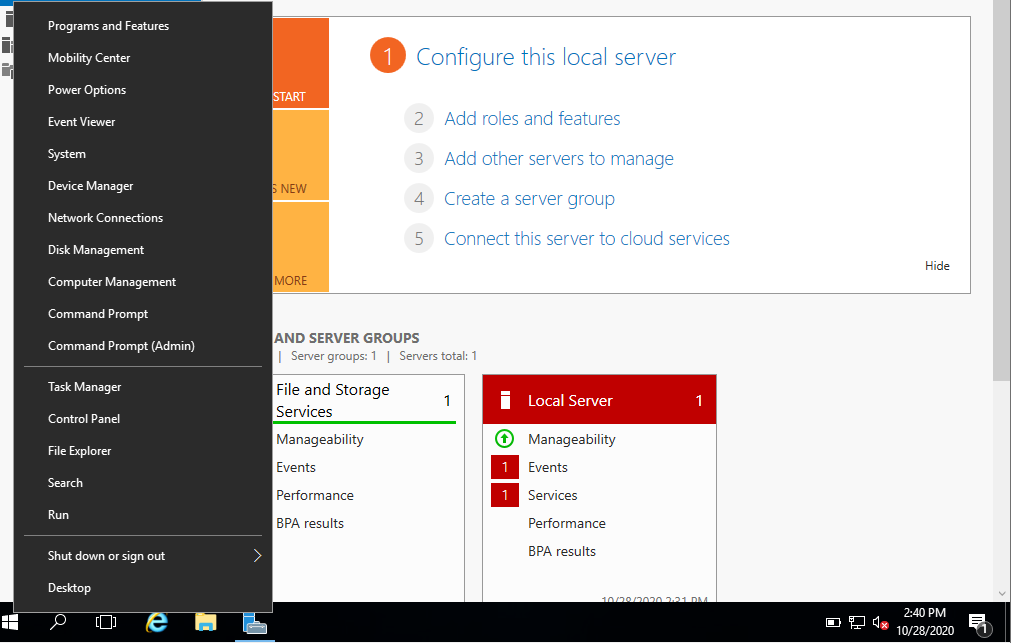 Programs and Features
Mobility Center
Power Options
Event Viewer
System
Device Manager
Network Connections
Disk Management
Computer Management
Command Prompt
Command Prompt (Admin)
Task Manager
Control Panel
File Explorer
Search
Run
Shut down or sign out
Desktop
START
NEW
MORE
1 Configure this local server
2 Add roles and features
3 Add other servers to manage
4 Create a server group
5 Connect this server to cloud services
Hide
AND SERVER GROUPS
| Server groups: 1 | Servers total: 1
File and Storage
Services
1
Manageability
Events
Performance
BPA results
Local Server 1
Manageability
1 Events
1 Services
Performance
BPA results
10/28/2020 2:31 PM
2:40 PM
10/28/2020
1